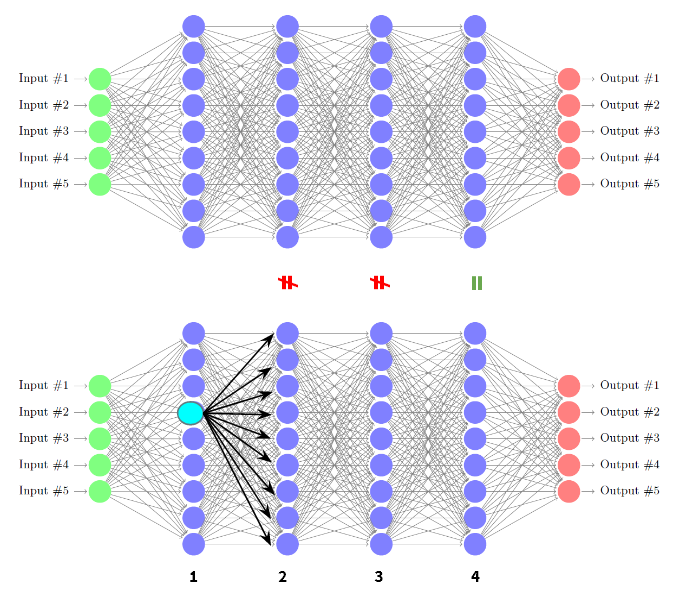 Input #1
Output #1
Input #2
Output #2
Input #3
Output #3
Input #4
Output #4
Input #5
Output #5
Input #1
Output #1
Input #2
Output #2
Input #3
Output #3
Input #4
Output #4
Input #5
Output #5
1 2 3 4